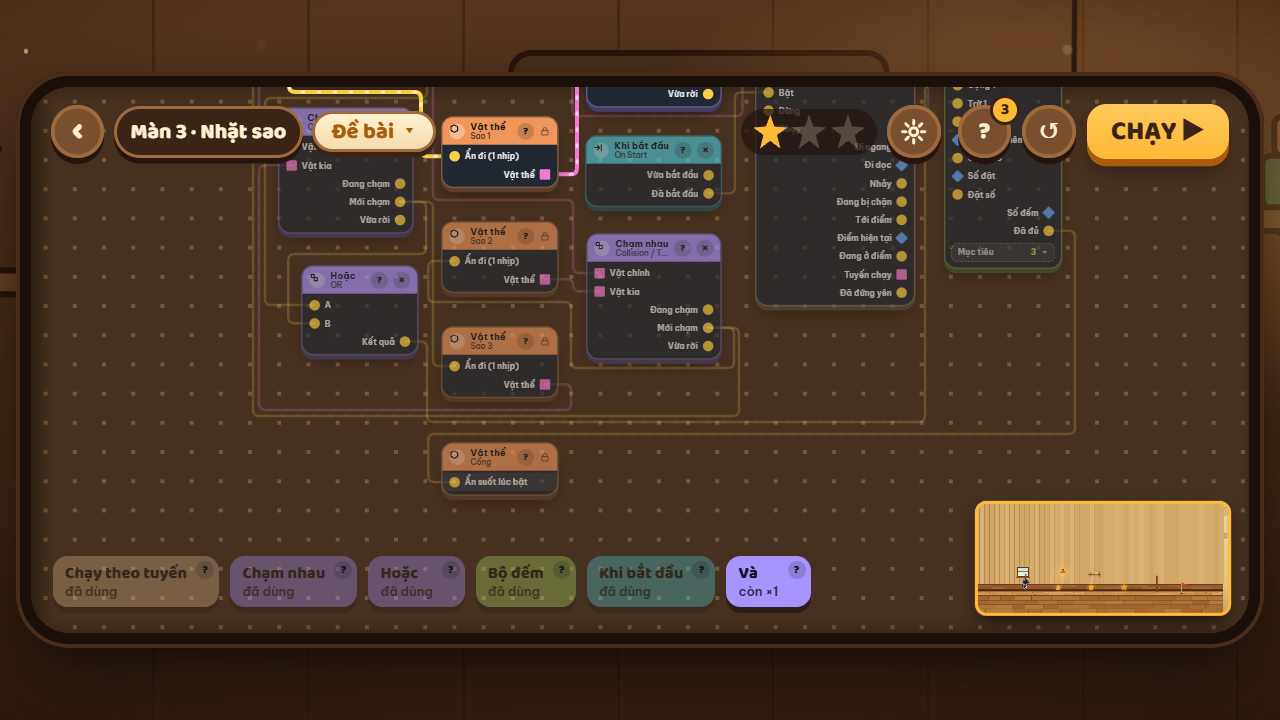 Màn 3 · Nhặt sao
Đề bài
3
?
CHẠY
Vật kia
Đang chạm
Mới chạm
Vừa rời
Hoặc
OR
A
B
Kết quả
Vật thể
Sao 1
Ẩn đi (1 nhịp)
Vật thể
Vật thể
Sao 2
Ẩn đi (1 nhịp)
Vật thể
Vật thể
Sao 3
Ẩn đi (1 nhịp)
Vật thể
Vật thể
Cổng
Ẩn suốt lúc bật
Vừa rời
Khi bắt đầu
On Start
Vừa bắt đầu
Đã bắt đầu
Chạm nhau
Collision / T...
Vật chính
Vật kia
Đang chạm
Mới chạm
Vừa rời
Bật
Dừng
Đi dọc
Nhảy
Đang bị chặn
Tới điểm
Điểm hiện tại
Đang ở điểm
Tuyến chạy
Đã đứng yên
Trừ 1
Số đặt
Đặt số
Số đếm
Đã đủ
Mục tiêu 3
Chạy theo tuyến ?
đã dùng
Chạm nhau ?
đã dùng
Hoặc ?
đã dùng
Bộ đếm ?
đã dùng
Khi bắt đầu ?
đã dùng
Và ?
còn ×1